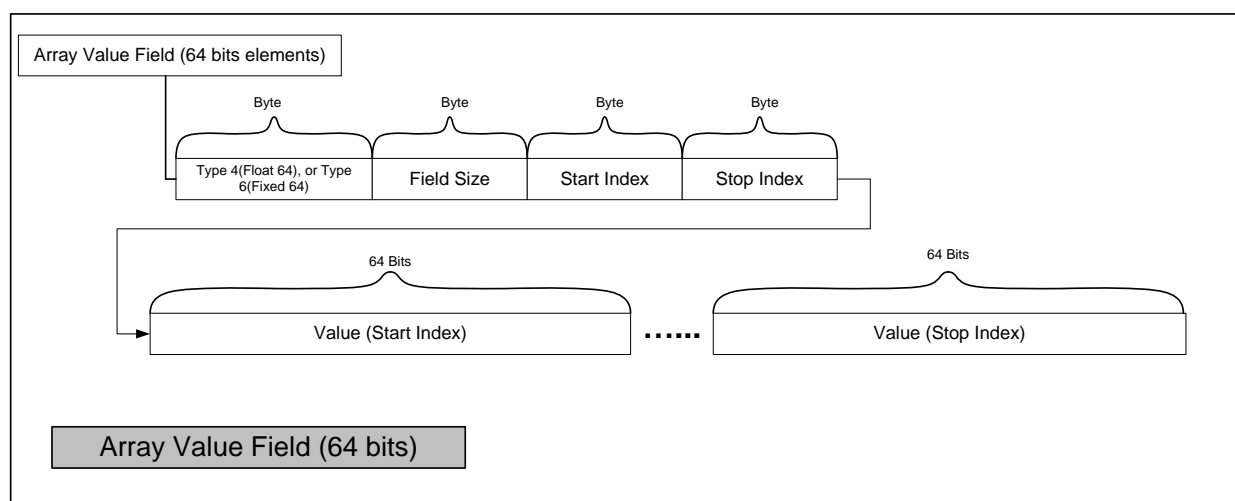 Array Value Field (64 bits elements)
Byte
Byte
Byte
Byte
Type 4(Float 64), or Type
6(Fixed 64)
Field Size
Start Index
Stop Index
64 Bits
64 Bits
Value (Start Index)
…...
Value (Stop Index)
Array Value Field (64 bits)